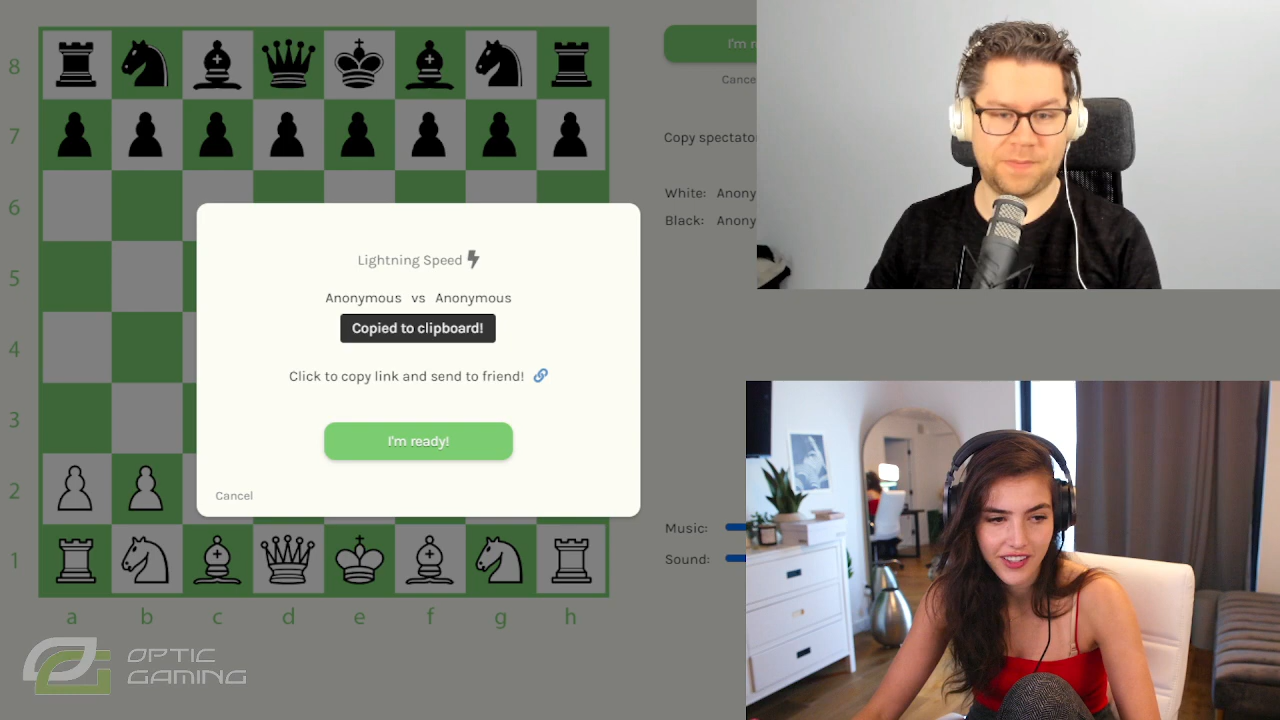 8
7
6
5
4
3
2
1
a b c d e f g h
Lightning Speed
Anonymous vs Anonymous
Copied to clipboard!
Click to copy link and send to friend!
I'm ready!
Cancel
I'm r
Cance
Copy spectato
White: Anony
Black: Anony
Music:
Sound:
OPTIC
GAMING